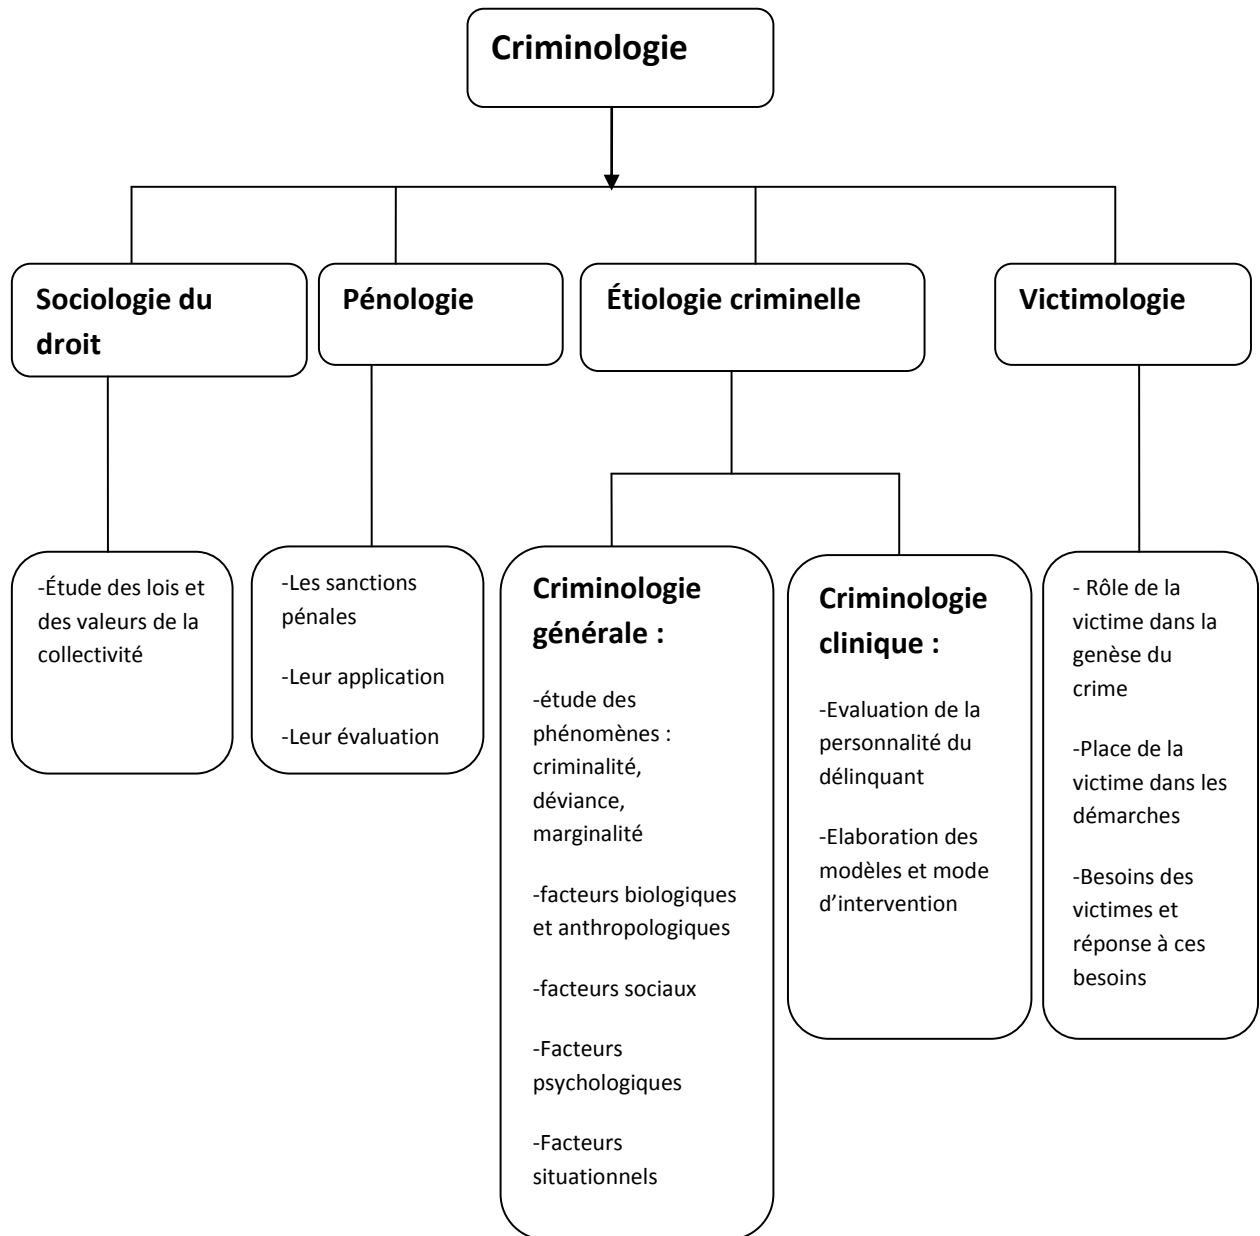 Criminologie
Sociologie du
droit
Pénologie
Étiologie criminelle
Victimologie
-Étude des lois et
des valeurs de la
collectivité
-Les sanctions
pénales
-Leur application
-Leur évaluation
Criminologie
générale :
-étude des
phénomènes :
criminalité,
déviance,
marginalité
-facteurs biologiques
et anthropologiques
-facteurs sociaux
-Facteurs
psychologiques
-Facteurs
situationnels
Criminologie
clinique :
-Evaluation de la
personnalité du
délinquant
-Elaboration des
modèles et mode
d’intervention
- Rôle de la
victime dans la
genèse du
crime
-Place de la
victime dans les
démarches
-Besoins des
victimes et
réponse à ces
besoins